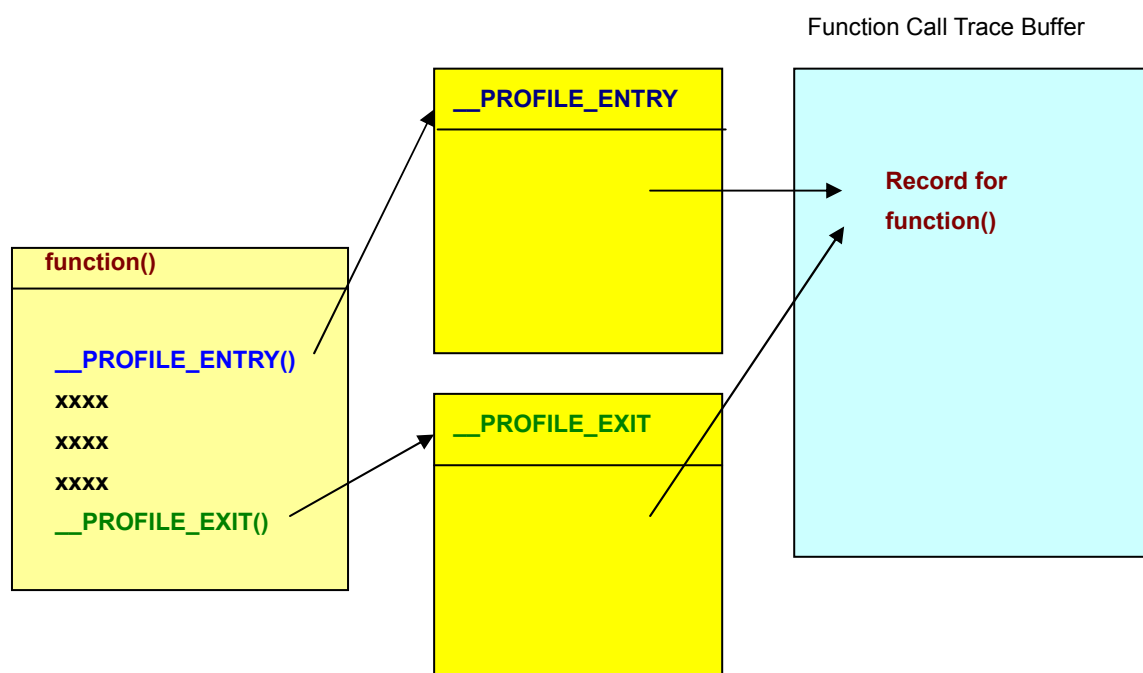 Function Call Trace Buffer
__PROFILE_ENTRY
Record for
function()
function()
__PROFILE_ENTRY()
xxxx
xxxx
xxxx
__PROFILE_EXIT()
__PROFILE_EXIT